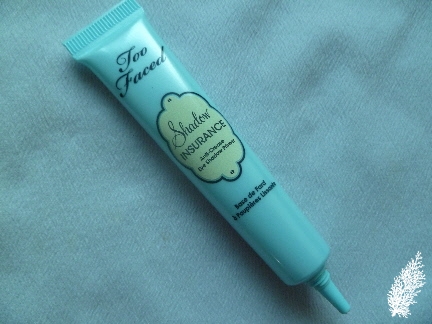 Too
Faced
Shadow
INSURANCE
Anti-Crease
Eye Shadow Primer
Base de Fard
à Paupières Lissante